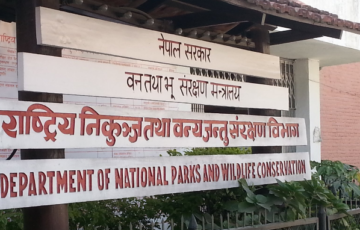 नेपाल सरकार
वन तथा भू संरक्षण मन्त्रालय
राष्ट्रिय निकुञ्ज तथा वन्यजन्तु संरक्षण विभाग
DEPARTMENT OF NATIONAL PARKS AND WILDLIFE CONSERVATION